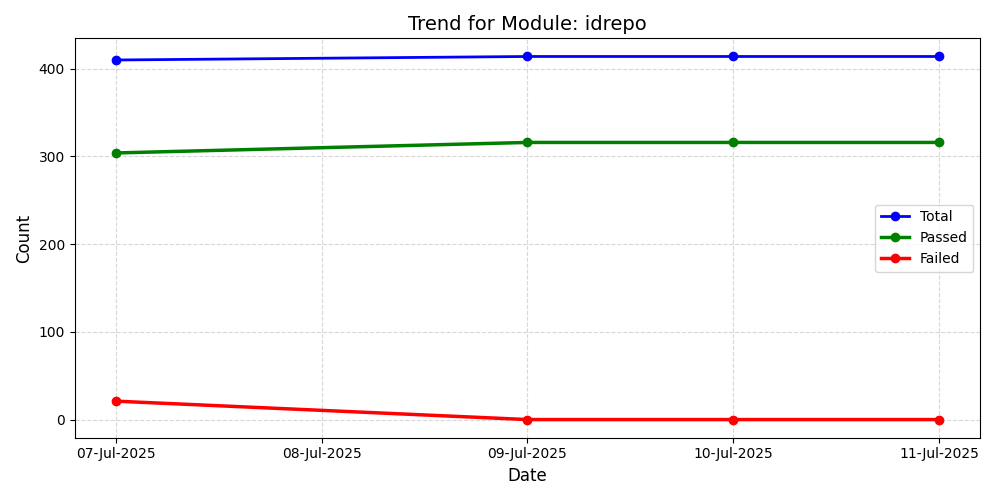 Trend for Module: idrepo
Count
400
300
200
100
0
Total
Passed
Failed
07-Jul-2025
08-Jul-2025
09-Jul-2025
10-Jul-2025
11-Jul-2025
Date